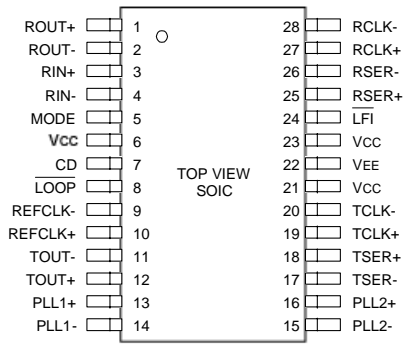 ROUT+ 1 28 RCLK-
ROUT- 2 27 RCLK+
RIN+ 3 26 RSER-
RIN- 4 25 RSER+
MODE 5 24 LFI
VCC 6 23 VCC
CD 7 22 VEE
LOOP 8 21 VCC
REFCLK- 9 20 TCLK-
REFCLK+ 10 19 TCLK+
TOUT- 11 18 TSER+
TOUT+ 12 17 TSER-
PLL1+ 13 16 PLL2+
PLL1- 14 15 PLL2-
TOP VIEW
SOIC